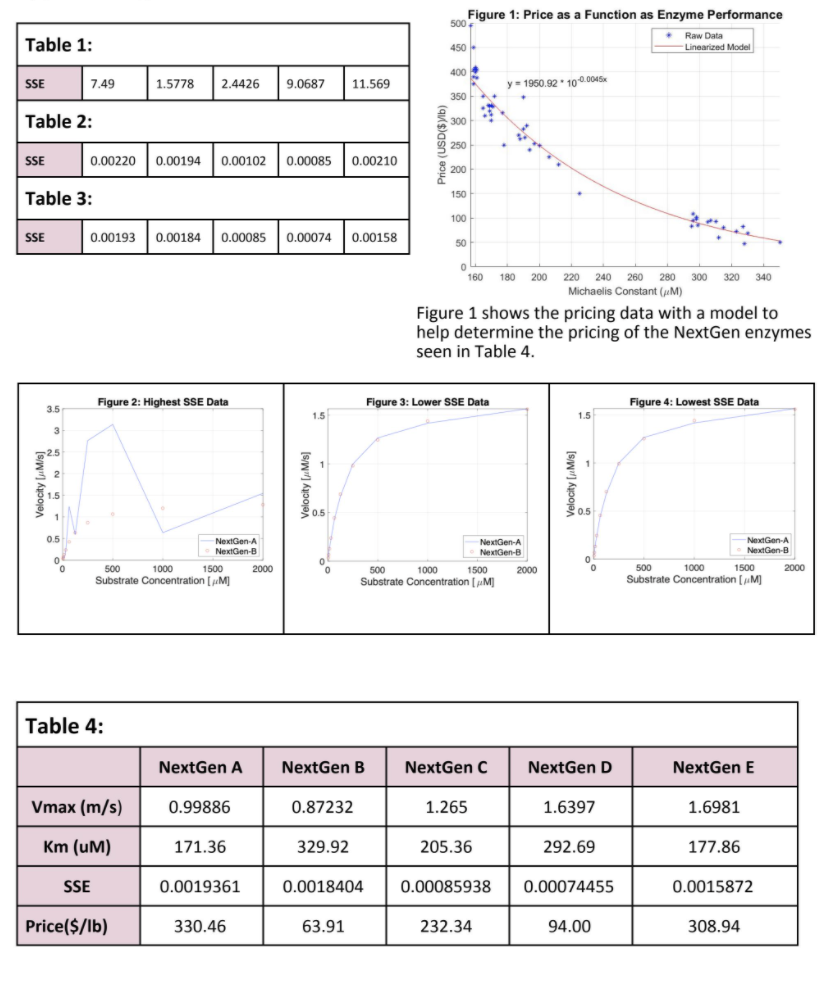 Table 1:
SSE 7.49 1.5778 2.4426 9.0687 11.569
Table 2:
SSE 0.00220 0.00194 0.00102 0.00085 0.00210
Table 3:
SSE 0.00193 0.00184 0.00085 0.00074 0.00158
Figure 1: Price as a Function as Enzyme Performance
Raw Data
Linearized Model
y = 1950.92 * 10^-0.0045x
Price (USD($)/lb)
500
450
400
350
300
250
200
150
100
50
0
160 180 200 220 240 260 280 300 320 340
Michaelis Constant (μM)
Figure 1 shows the pricing data with a model to
help determine the pricing of the NextGen enzymes
seen in Table 4.
Figure 2: Highest SSE Data
Velocity [μM/s]
3.5
3
2.5
2
1.5
1
0.5
0
NextGen-A
NextGen-B
0 500 1000 1500 2000
Substrate Concentration [ μM]
Figure 3: Lower SSE Data
Velocity [μM/s]
1.5
1
0.5
0
NextGen-A
NextGen-B
0 500 1000 1500 2000
Substrate Concentration [ μM]
Figure 4: Lowest SSE Data
Velocity [μM/s]
1.5
1
0.5
0
NextGen-A
NextGen-B
0 500 1000 1500 2000
Substrate Concentration [ μM]
Table 4:
NextGen A NextGen B NextGen C NextGen D NextGen E
Vmax (m/s) 0.99886 0.87232 1.265 1.6397 1.6981
Km (uM) 171.36 329.92 205.36 292.69 177.86
SSE 0.0019361 0.0018404 0.00085938 0.00074455 0.0015872
Price($/lb) 330.46 63.91 232.34 94.00 308.94